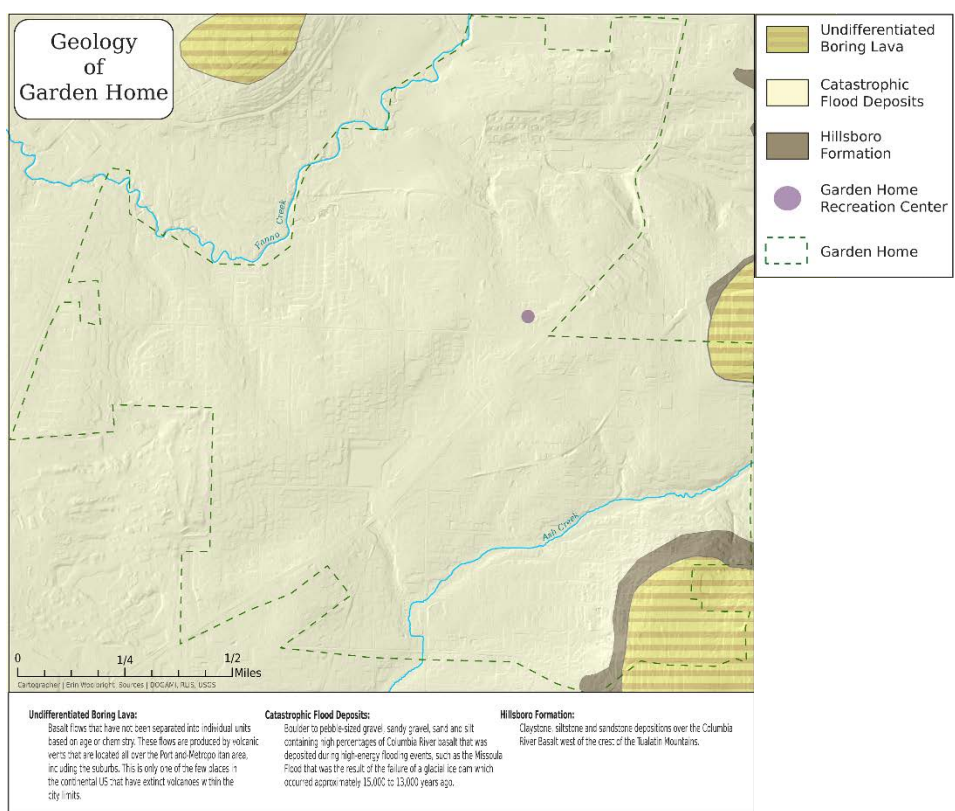 Geology
of
Garden Home
Undifferentiated
Boring Lava
Catastrophic
Flood Deposits
Hillsboro
Formation
Garden Home
Recreation Center
Garden Home
Fanno Creek
Ash Creek
0 1/4 1/2
Miles
Cartographer | Erin Woolbright, Sources | DOGAMI, RLIS, USGS
Undifferentiated Boring Lava:
Basalt flows that have not been separated into individual units
based on age or chemistry. These flows are produced by volcanic
vents that are located all over the Portland Metropolitan area,
including the suburbs. This is only one of the few places in
the continental US that have extinct volcanoes within the
city limits.
Catastrophic Flood Deposits:
Boulder to pebble-sized gravel, sandy gravel, sand and silt
containing high percentages of Columbia River basalt that was
deposited during high-energy flooding events, such as the Missoula
Flood that was the result of the failure of a glacial ice dam which
occurred approximately 15,000 to 13,000 years ago.
Hillsboro Formation:
Claystone, siltstone and sandstone depositions over the Columbia
River Basalt west of the crest of the Tualatin Mountains.